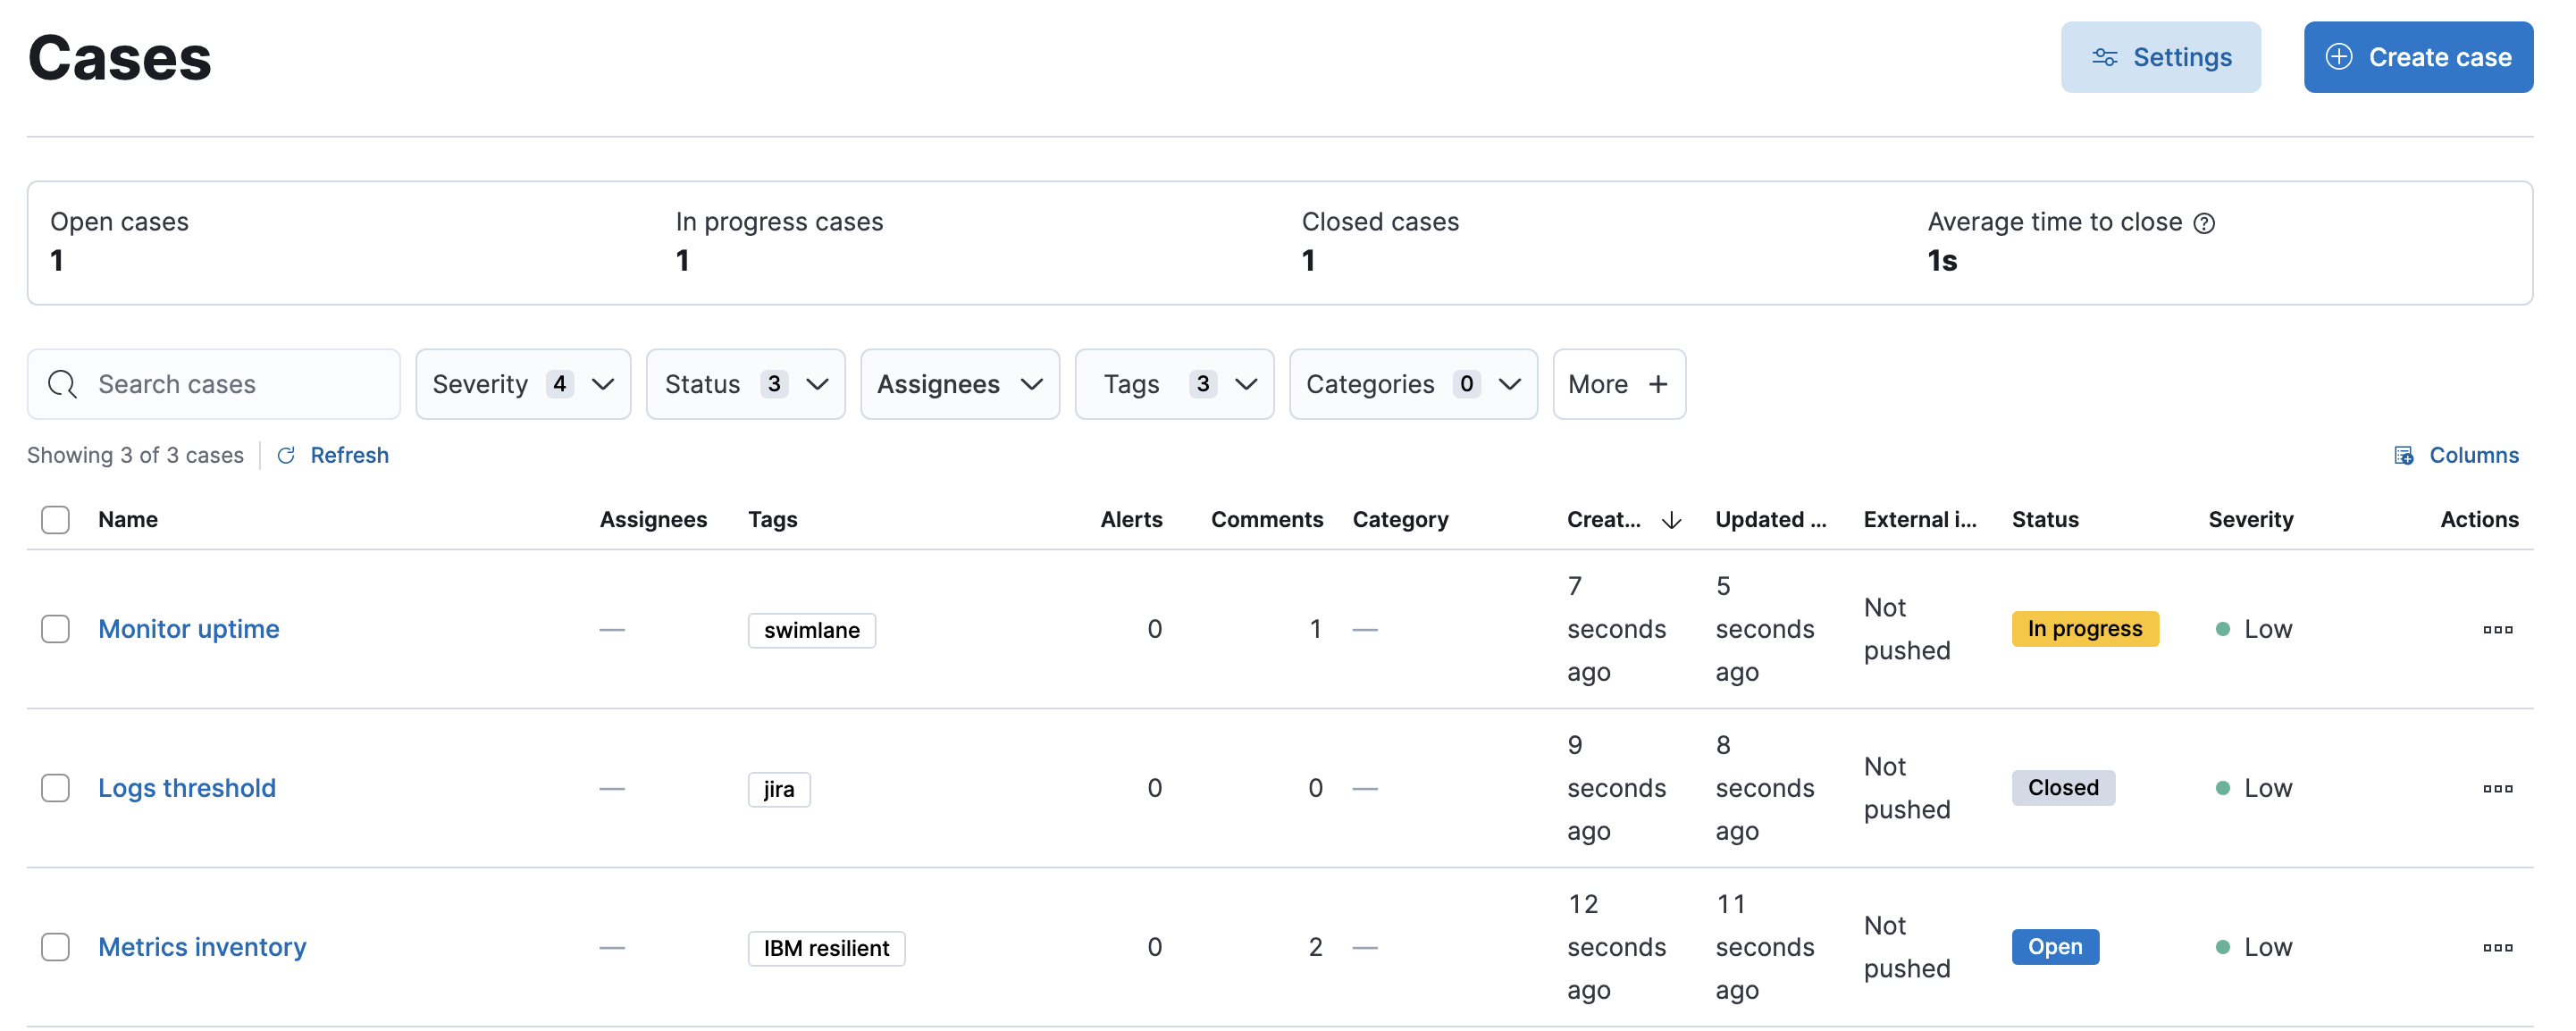 Cases
Settings
Create case
Open cases
1
In progress cases
1
Closed cases
1
Average time to close
1s
Search cases
Severity 4
Status 3
Assignees
Tags 3
Categories 0
More
Showing 3 of 3 cases
Refresh
Columns
Name Assignees Tags Alerts Comments Category Creat... Updated ... External i... Status Severity Actions
Monitor uptime
—
swimlane
0
1
—
7
seconds
ago
5
seconds
ago
Not
pushed
In progress
Low
Logs threshold
—
jira
0
0
—
9
seconds
ago
8
seconds
ago
Not
pushed
Closed
Low
Metrics inventory
—
IBM resilient
0
2
—
12
seconds
ago
11
seconds
ago
Not
pushed
Open
Low